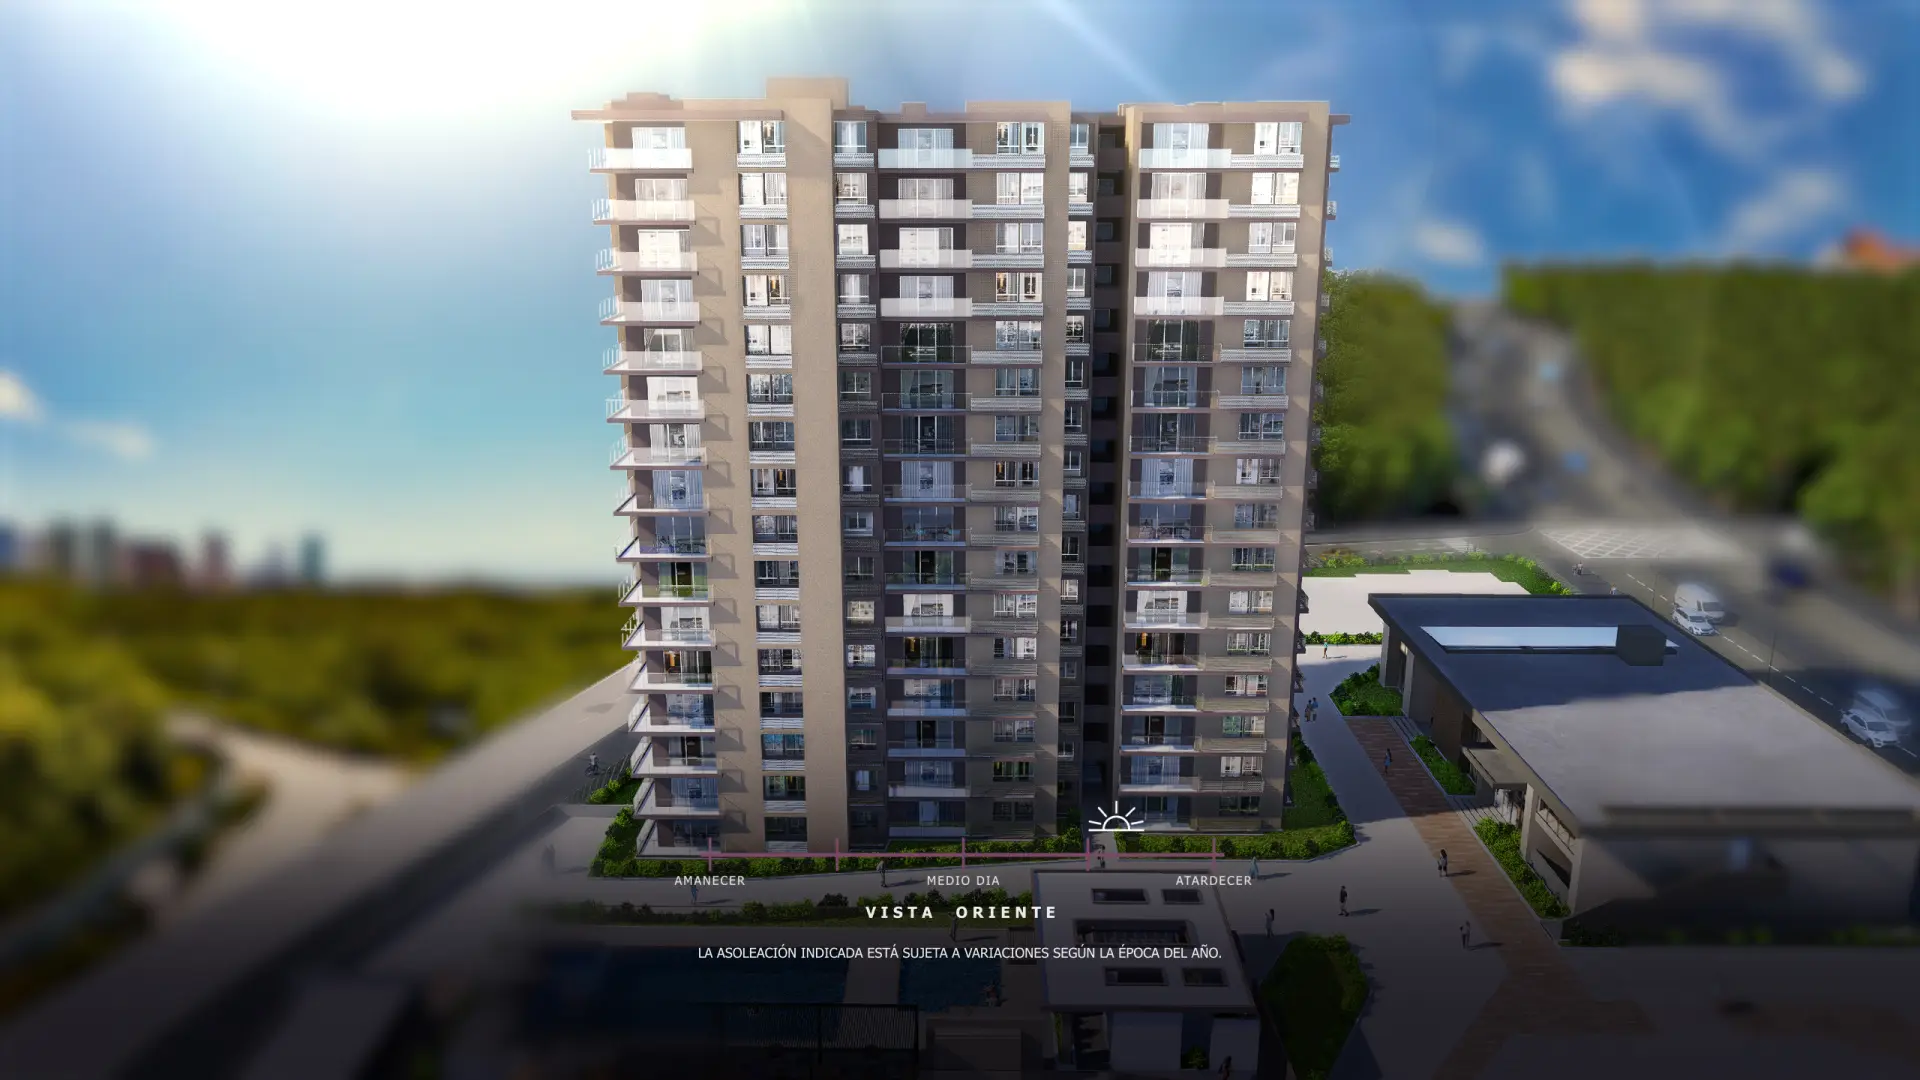 AMANECER MEDIO DIA ATARDECER
VISTA ORIENTE
LA ASOLEACIÓN INDICADA ESTÁ SUJETA A VARIACIONES SEGÚN LA ÉPOCA DEL AÑO.